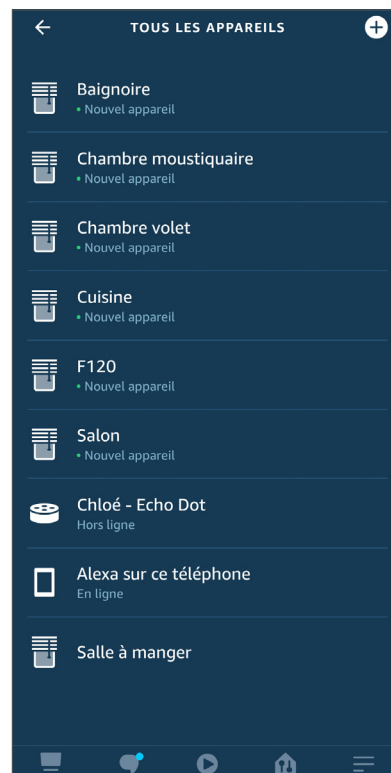 TOUS LES APPAREILS
Baignoire
• Nouvel appareil
Chambre moustiquaire
• Nouvel appareil
Chambre volet
• Nouvel appareil
Cuisine
• Nouvel appareil
F120
• Nouvel appareil
Salon
• Nouvel appareil
Chloé - Echo Dot
Hors ligne
Alexa sur ce téléphone
En ligne
Salle à manger